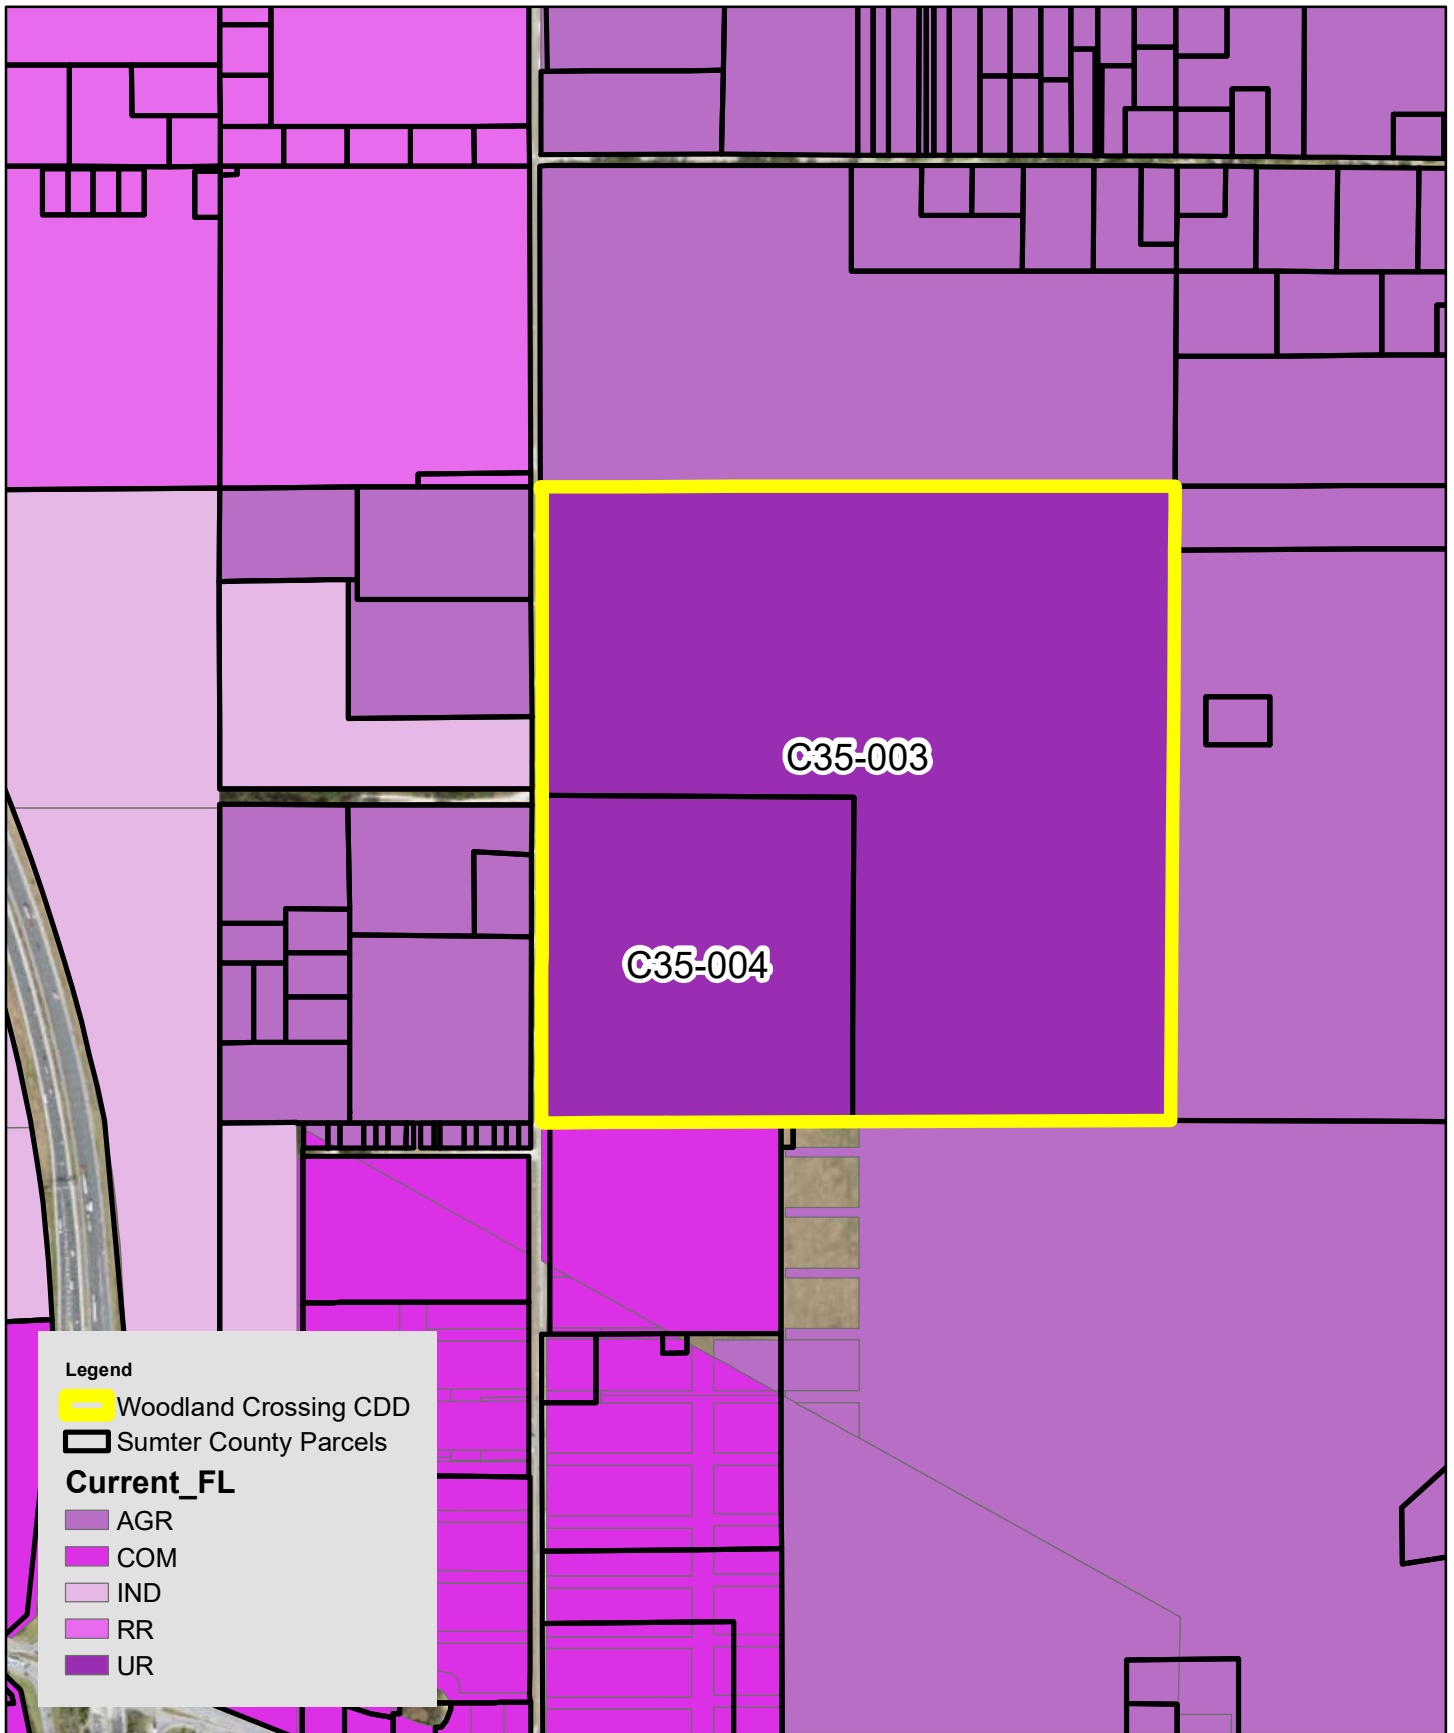 C35-003
C35-004
Legend
Woodland Crossing CDD
Sumter County Parcels
Current_FL
AGR
COM
IND
RR
UR